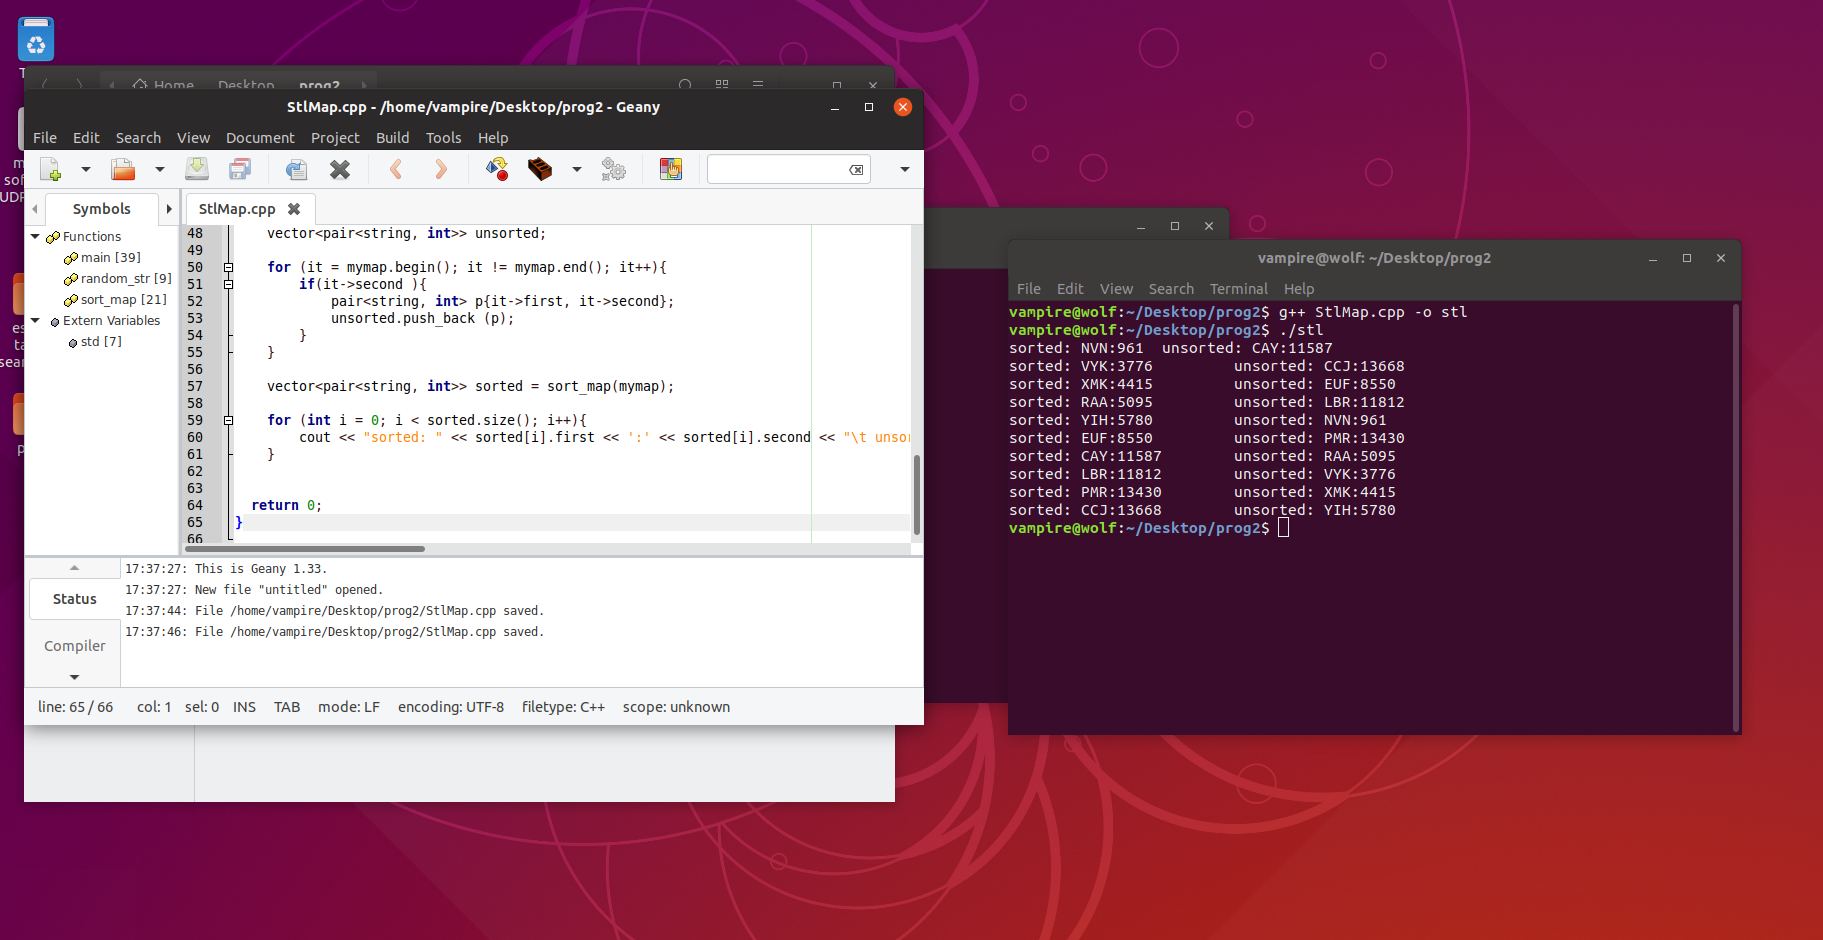 Home Desktop prog2
StlMap.cpp - /home/vampire/Desktop/prog2 - Geany
File Edit Search View Document Project Build Tools Help
Symbols
StlMap.cpp
Functions
main [39]
random_str [9]
sort_map [21]
Extern Variables
std [7]
48 vector<pair<string, int>> unsorted;
49
50 for (it = mymap.begin(); it != mymap.end(); it++){
51 if(it->second ){
52 pair<string, int> p{it->first, it->second};
53 unsorted.push_back (p);
54 }
55 }
56
57 vector<pair<string, int>> sorted = sort_map(mymap);
58
59 for (int i = 0; i < sorted.size(); i++){
60 cout << "sorted: " << sorted[i].first << ':' << sorted[i].second << "\t unsor
61 }
62
63
64 return 0;
65 }
66
Status
Compiler
17:37:27: This is Geany 1.33.
17:37:27: New file "untitled" opened.
17:37:44: File /home/vampire/Desktop/prog2/StlMap.cpp saved.
17:37:46: File /home/vampire/Desktop/prog2/StlMap.cpp saved.
line: 65 / 66 col: 1 sel: 0 INS TAB mode: LF encoding: UTF-8 filetype: C++ scope: unknown
vampire@wolf: ~/Desktop/prog2
File Edit View Search Terminal Help
vampire@wolf:~/Desktop/prog2$ g++ StlMap.cpp -o stl
vampire@wolf:~/Desktop/prog2$ ./stl
sorted: NVN:961 unsorted: CAY:11587
sorted: VYK:3776 unsorted: CCJ:13668
sorted: XMK:4415 unsorted: EUF:8550
sorted: RAA:5095 unsorted: LBR:11812
sorted: YIH:5780 unsorted: NVN:961
sorted: EUF:8550 unsorted: PMR:13430
sorted: CAY:11587 unsorted: RAA:5095
sorted: LBR:11812 unsorted: VYK:3776
sorted: PMR:13430 unsorted: XMK:4415
sorted: CCJ:13668 unsorted: YIH:5780
vampire@wolf:~/Desktop/prog2$